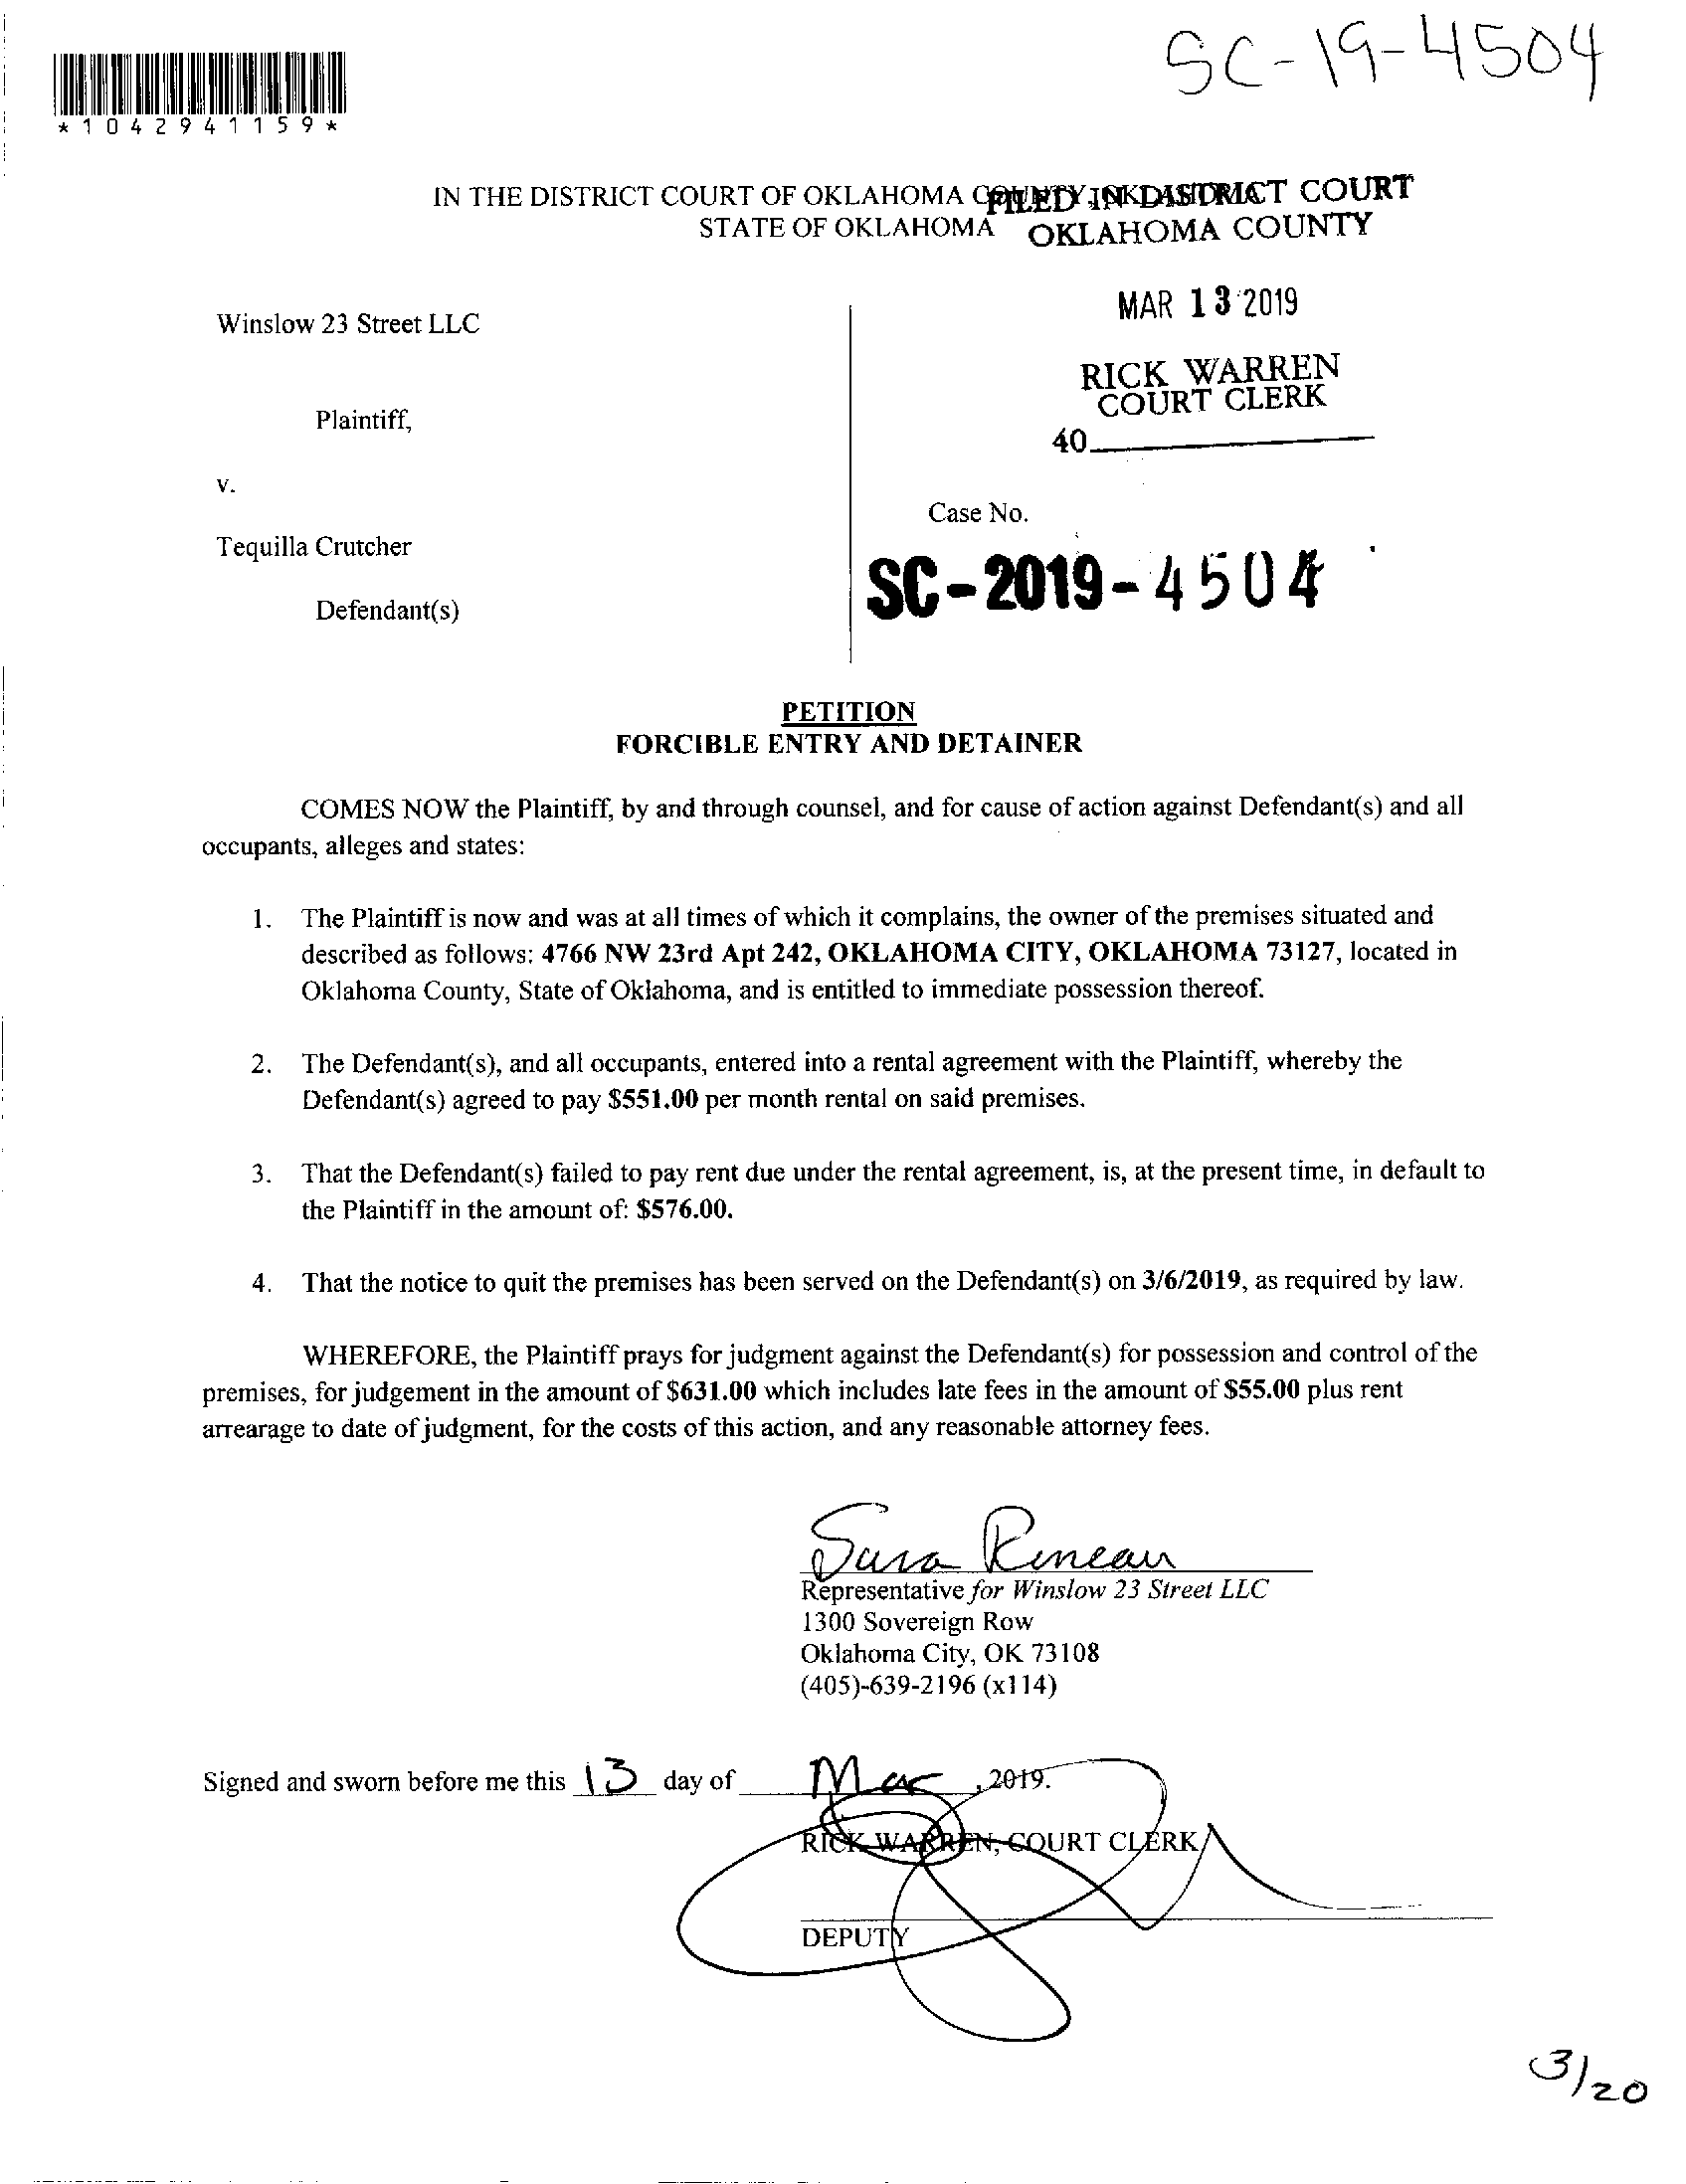 SC-19-4504
*1042941159*
IN THE DISTRICT COURT OF OKLAHOMA COUNTY, OKLAHOMA
STATE OF OKLAHOMA
FILED IN DISTRICT COURT
OKLAHOMA COUNTY
MAR 13 2019
RICK WARREN
COURT CLERK
40
Winslow 23 Street LLC
Plaintiff,
v.
Tequilla Crutcher
Defendant(s)
Case No.
SC-2019-4504
PETITION
FORCIBLE ENTRY AND DETAINER
COMES NOW the Plaintiff, by and through counsel, and for cause of action against Defendant(s) and all
occupants, alleges and states:
1. The Plaintiff is now and was at all times of which it complains, the owner of the premises situated and
described as follows: 4766 NW 23rd Apt 242, OKLAHOMA CITY, OKLAHOMA 73127, located in
Oklahoma County, State of Oklahoma, and is entitled to immediate possession thereof.
2. The Defendant(s), and all occupants, entered into a rental agreement with the Plaintiff, whereby the
Defendant(s) agreed to pay $551.00 per month rental on said premises.
3. That the Defendant(s) failed to pay rent due under the rental agreement, is, at the present time, in default to
the Plaintiff in the amount of: $576.00.
4. That the notice to quit the premises has been served on the Defendant(s) on 3/6/2019, as required by law.
WHEREFORE, the Plaintiff prays for judgment against the Defendant(s) for possession and control of the
premises, for judgement in the amount of $631.00 which includes late fees in the amount of $55.00 plus rent
arrearage to date of judgment, for the costs of this action, and any reasonable attorney fees.
Sara Rineau
Representative for Winslow 23 Street LLC
1300 Sovereign Row
Oklahoma City, OK 73108
(405)-639-2196 (x114)
Signed and sworn before me this 13 day of Mar, 2019.
RICK WARREN, COURT CLERK
DEPUTY
3/20